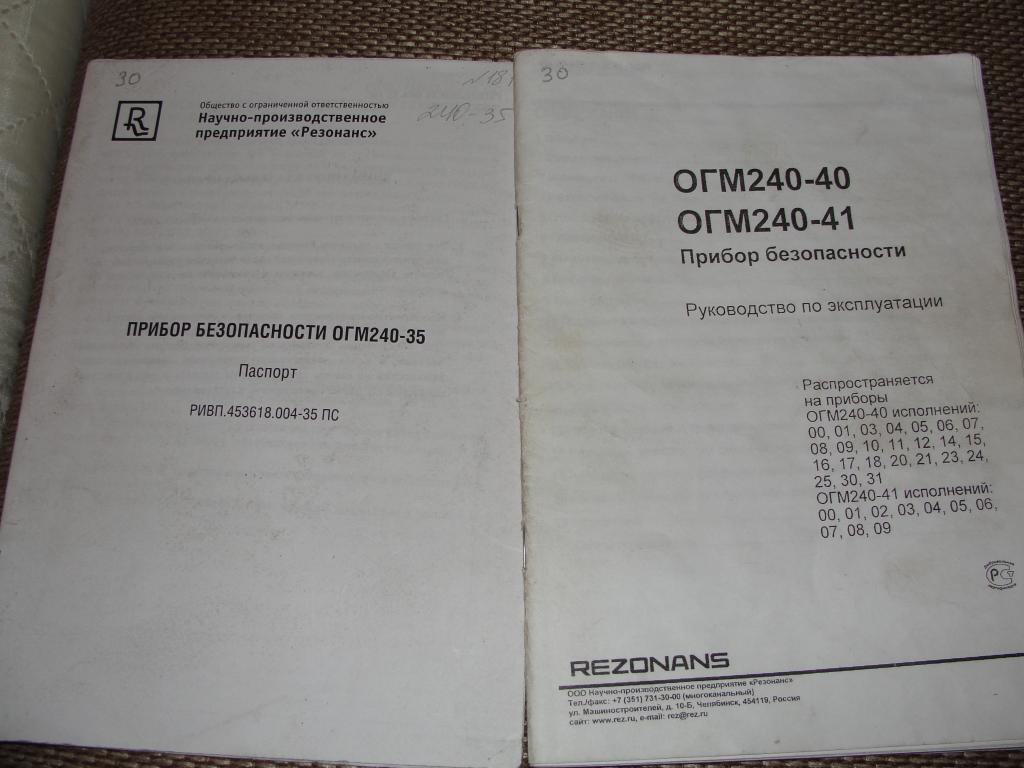 30
Общество с ограниченной ответственностью
Научно-производственное
предприятие «Резонанс»
240-35
ПРИБОР БЕЗОПАСНОСТИ ОГМ240-35
Паспорт
РИВП.453618.004-35 ПС
30
ОГМ240-40
ОГМ240-41
Прибор безопасности
Руководство по эксплуатации
Распространяется
на приборы
ОГМ240-40 исполнений:
00, 01, 03, 04, 05, 06, 07,
08, 09, 10, 11, 12, 14, 15,
16, 17, 18, 20, 21, 23, 24,
25, 30, 31
ОГМ240-41 исполнений:
00, 01, 02, 03, 04, 05, 06,
07, 08, 09
REZONANS
ООО Научно-производственное предприятие «Резонанс»
Тел./факс: +7 (351) 731-30-00 (многоканальный)
ул. Машиностроителей, д. 10-Б, Челябинск, 454119, Россия
сайт: www.rez.ru, e-mail: rez@rez.ru